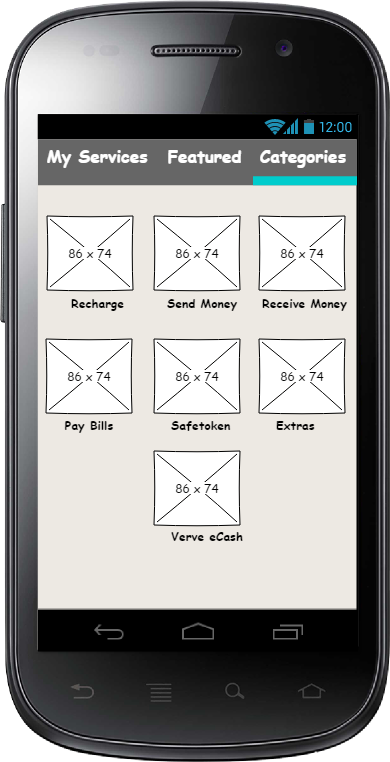 12:00
My Services Featured Categories
86 x 74 86 x 74 86 x 74
Recharge Send Money Receive Money
86 x 74 86 x 74 86 x 74
Pay Bills Safetoken Extras
86 x 74
Verve eCash